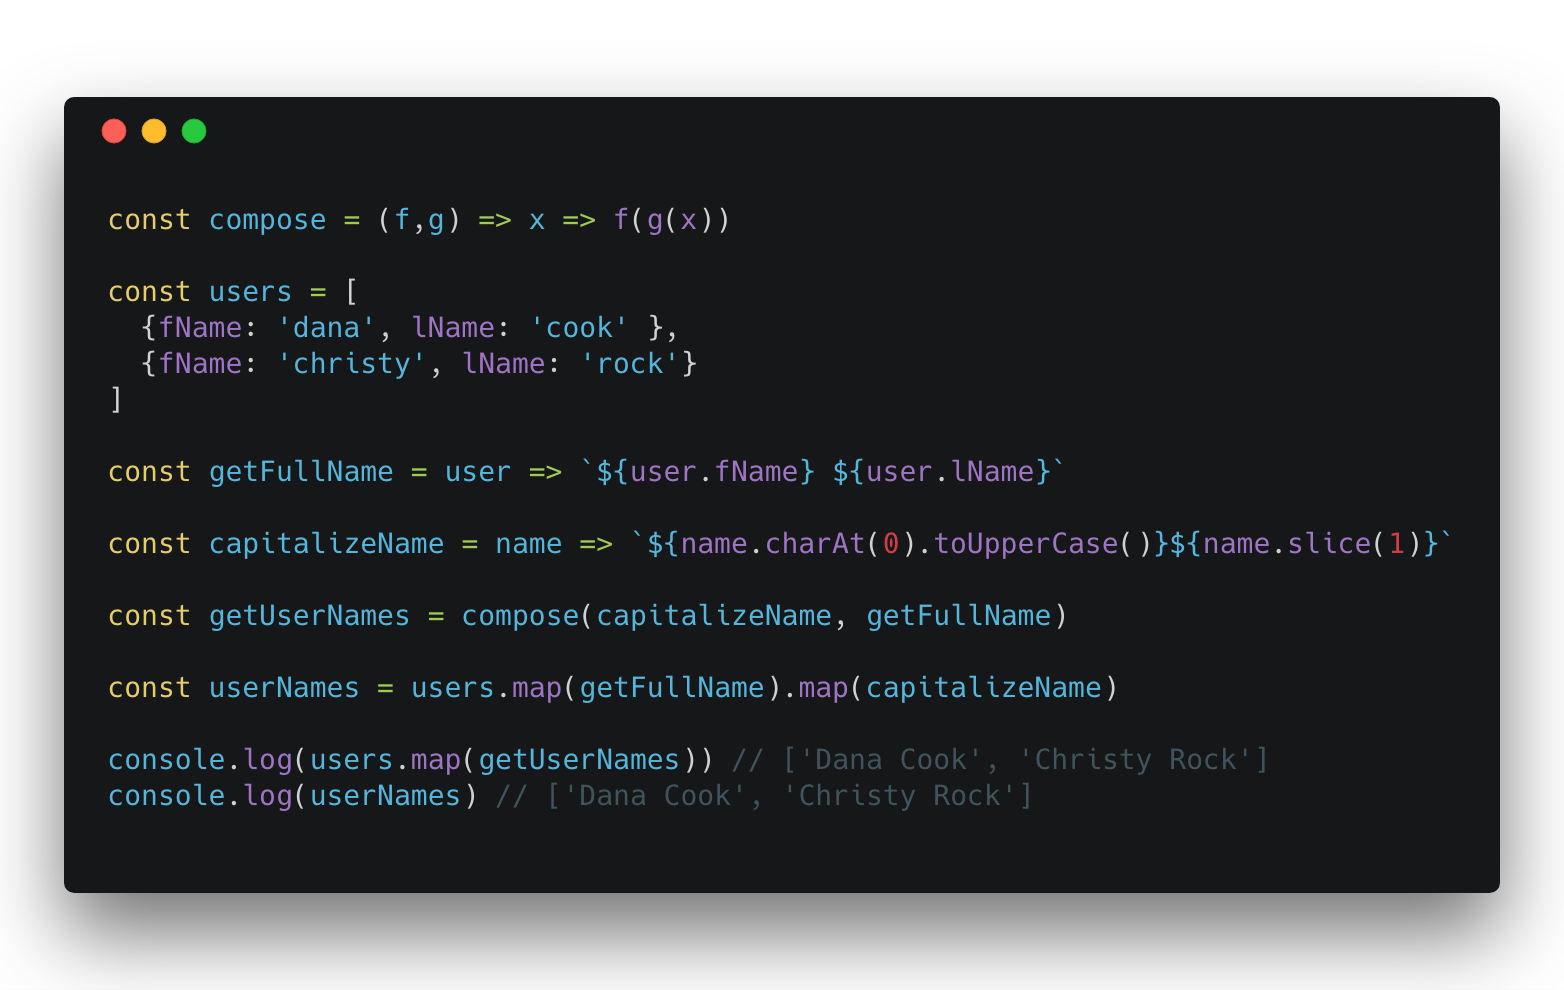 const compose = (f,g) => x => f(g(x))
const users = [
  {fName: 'dana', lName: 'cook' },
  {fName: 'christy', lName: 'rock'}
]
const getFullName = user => `${user.fName} ${user.lName}`
const capitalizeName = name => `${name.charAt(0).toUpperCase()}${name.slice(1)}`
const getUserNames = compose(capitalizeName, getFullName)
const userNames = users.map(getFullName).map(capitalizeName)
console.log(users.map(getUserNames)) // ['Dana Cook', 'Christy Rock']
console.log(userNames) // ['Dana Cook', 'Christy Rock']